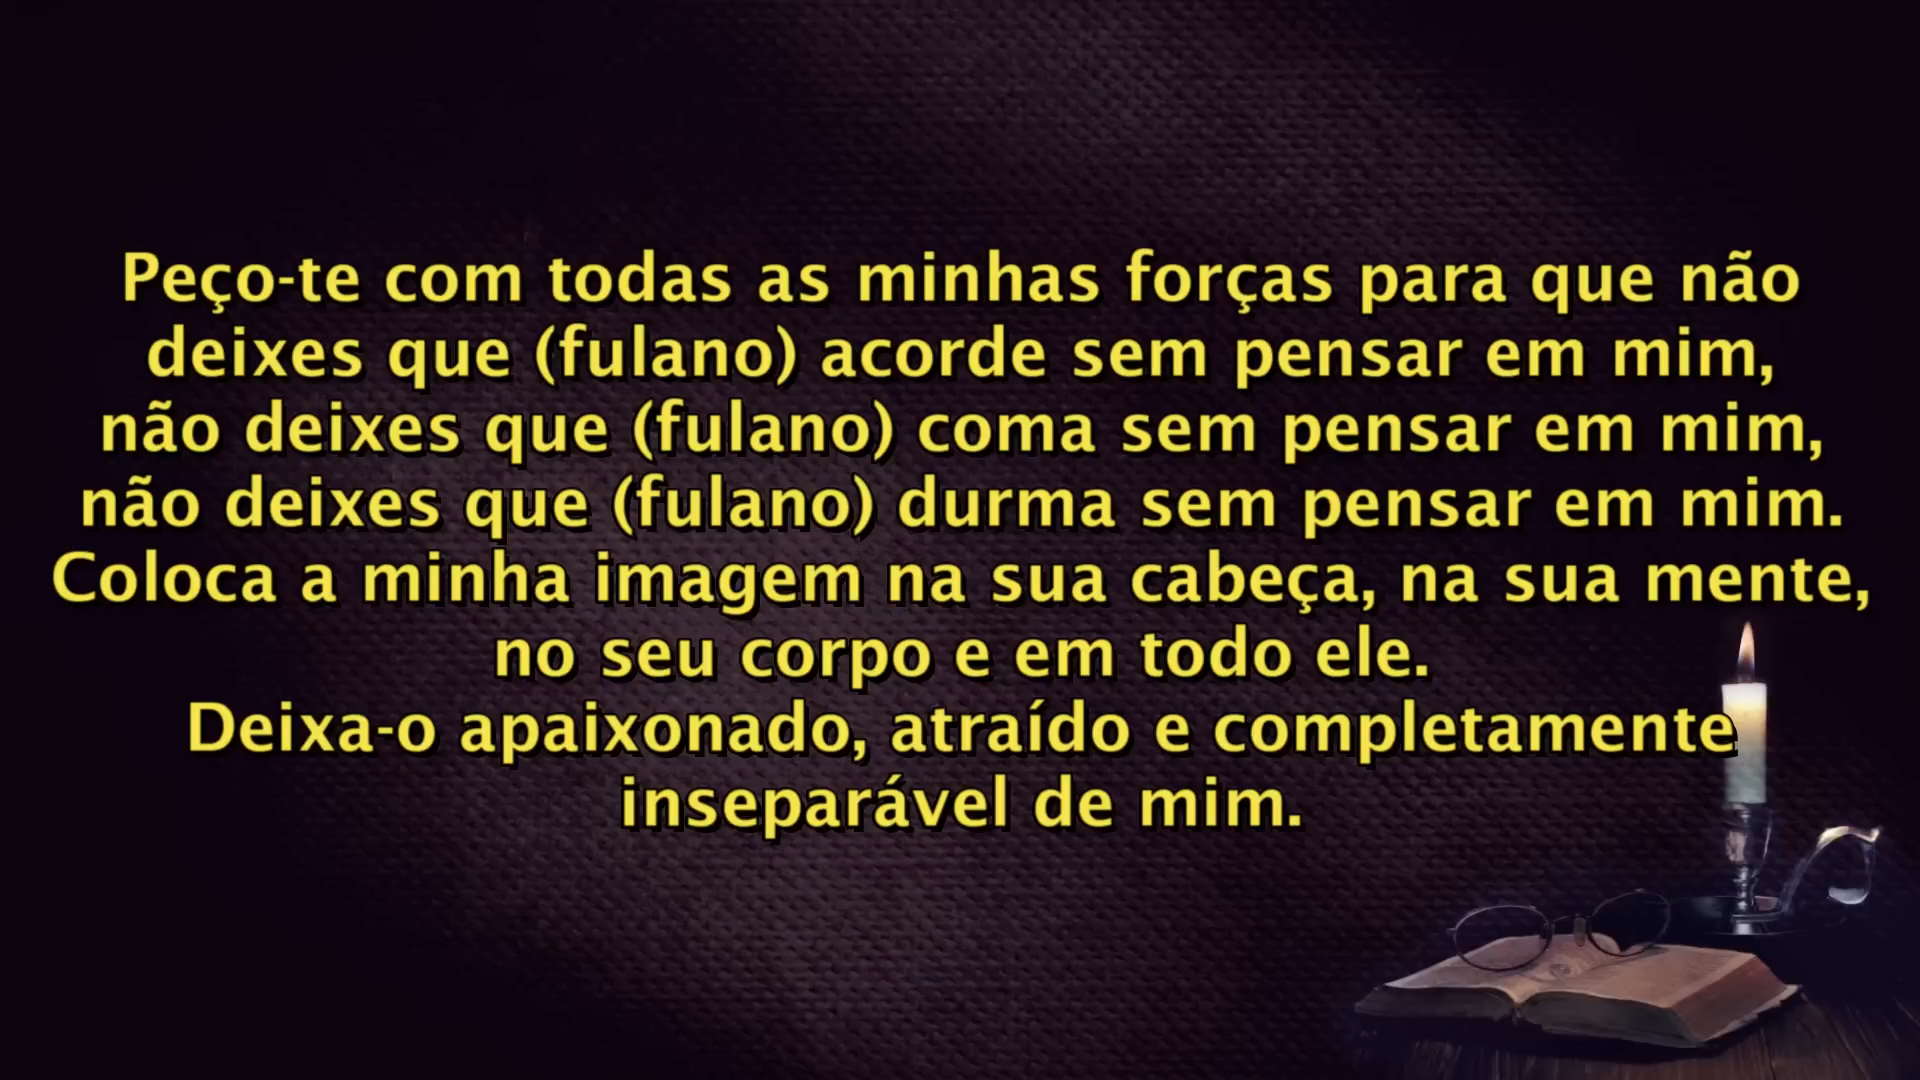 Peço-te com todas as minhas forças para que não
deixes que (fulano) acorde sem pensar em mim,
não deixes que (fulano) coma sem pensar em mim,
não deixes que (fulano) durma sem pensar em mim.
Coloca a minha imagem na sua cabeça, na sua mente,
no seu corpo e em todo ele.
Deixa-o apaixonado, atraído e completamente
inseparável de mim.